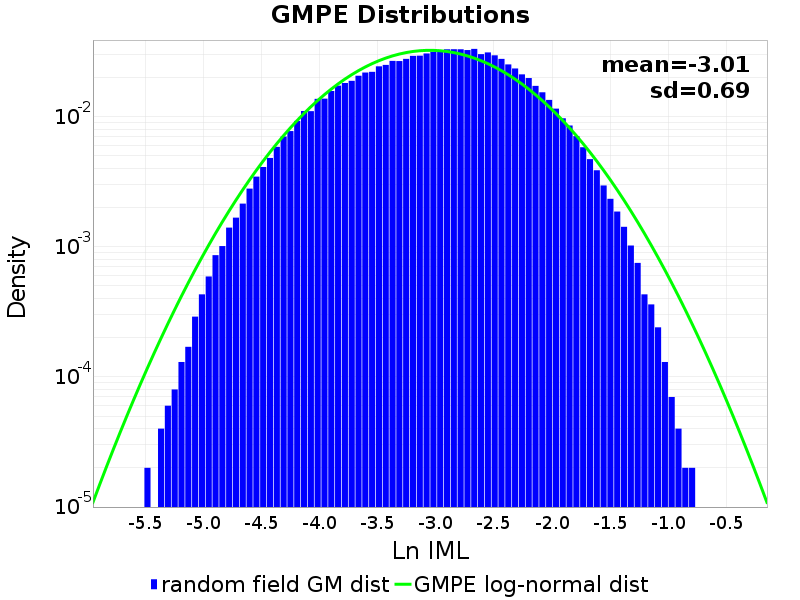 GMPE Distributions
mean=-3.01
sd=0.69
Density
10-2
10-3
10-4
10-5
-5.5 -5.0 -4.5 -4.0 -3.5 -3.0 -2.5 -2.0 -1.5 -1.0 -0.5
Ln IML
random field GM dist GMPE log-normal dist